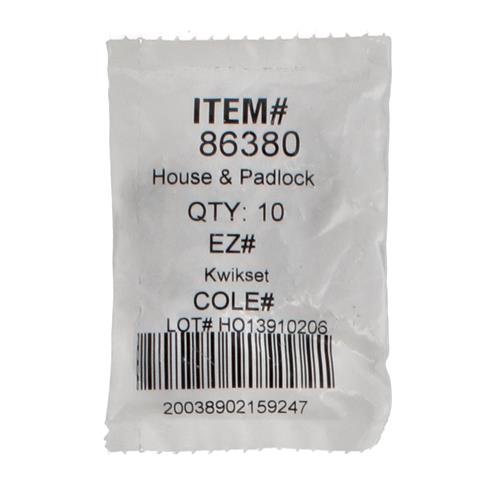 ITEM#
86380
House & Padlock
QTY: 10
EZ#
Kwikset
COLE#
LOT# HO13910206
20038902159247